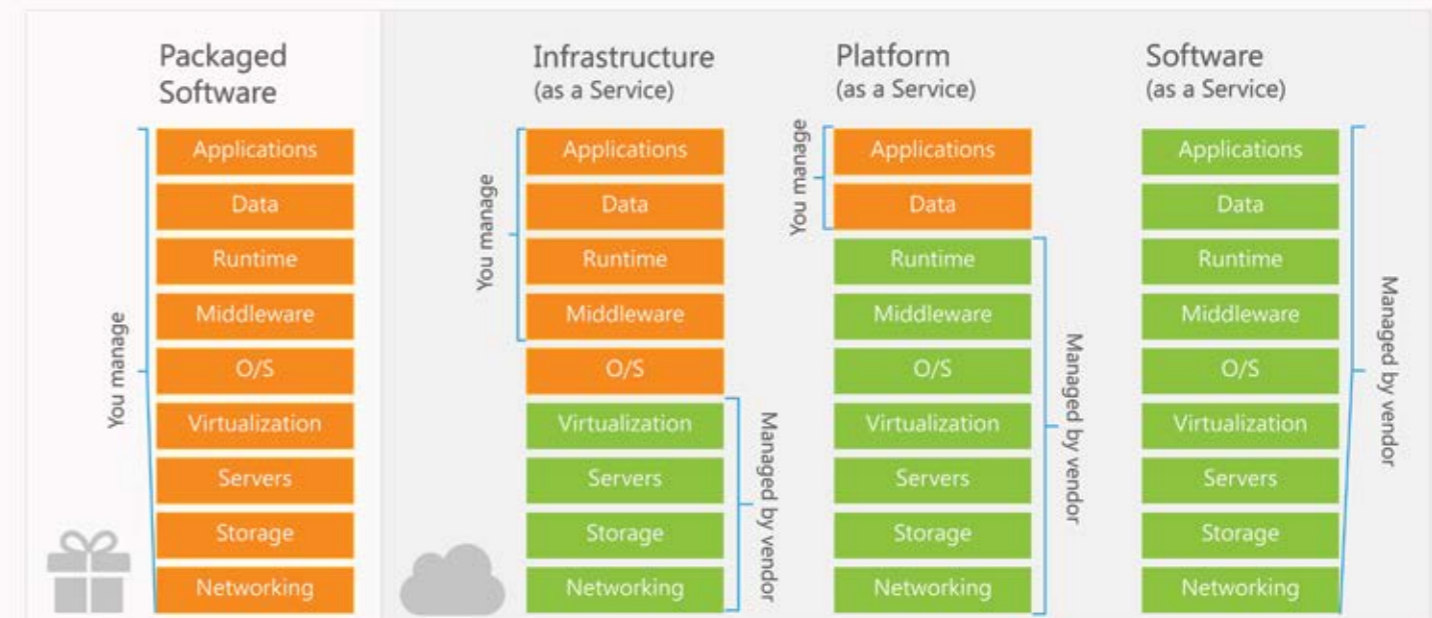 Packaged
Software
You manage
Applications
Data
Runtime
Middleware
O/S
Virtualization
Servers
Storage
Networking
Infrastructure
(as a Service)
You manage
Applications
Data
Runtime
Middleware
O/S
Virtualization
Servers
Storage
Networking
Managed by vendor
Platform
(as a Service)
You manage
Applications
Data
Runtime
Middleware
O/S
Virtualization
Servers
Storage
Networking
Managed by vendor
Software
(as a Service)
Applications
Data
Runtime
Middleware
O/S
Virtualization
Servers
Storage
Networking
Managed by vendor